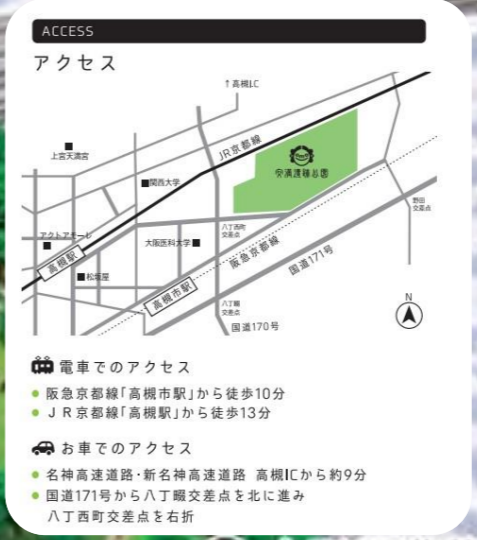 ACCESS
アクセス
↑高槻I.C
JR京都線
上宮天満宮
関西大学
安満遺跡公園
アクトアモーレ
大阪医科大学
八丁西町
交差点
野田
交差点
高槻駅
阪急京都線
国道171号
松坂屋
高槻市駅
八丁畷
交差点
国道170号
N
電車でのアクセス
阪急京都線「高槻市駅」から徒歩10分
JR京都線「高槻駅」から徒歩13分
お車でのアクセス
名神高速道路・新名神高速道路 高槻ICから約9分
国道171号から八丁畷交差点を北に進み
八丁西町交差点を右折